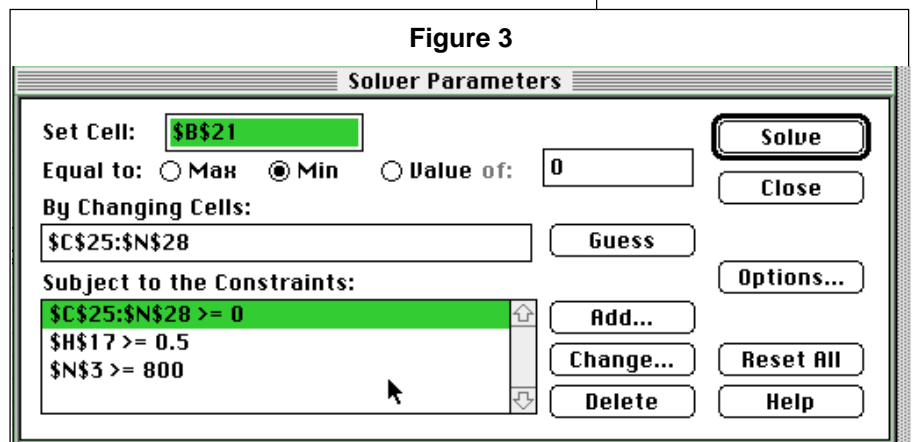 Figure 3
Solver Parameters
Set Cell: $B$21
Solve
Equal to: Max Min Value of: 0
Close
By Changing Cells:
$C$25:$N$28
Guess
Subject to the Constraints:
Options...
$C$25:$N$28 >= 0
Add...
$H$17 >= 0.5
Change...
Reset All
$N$3 >= 800
Delete
Help